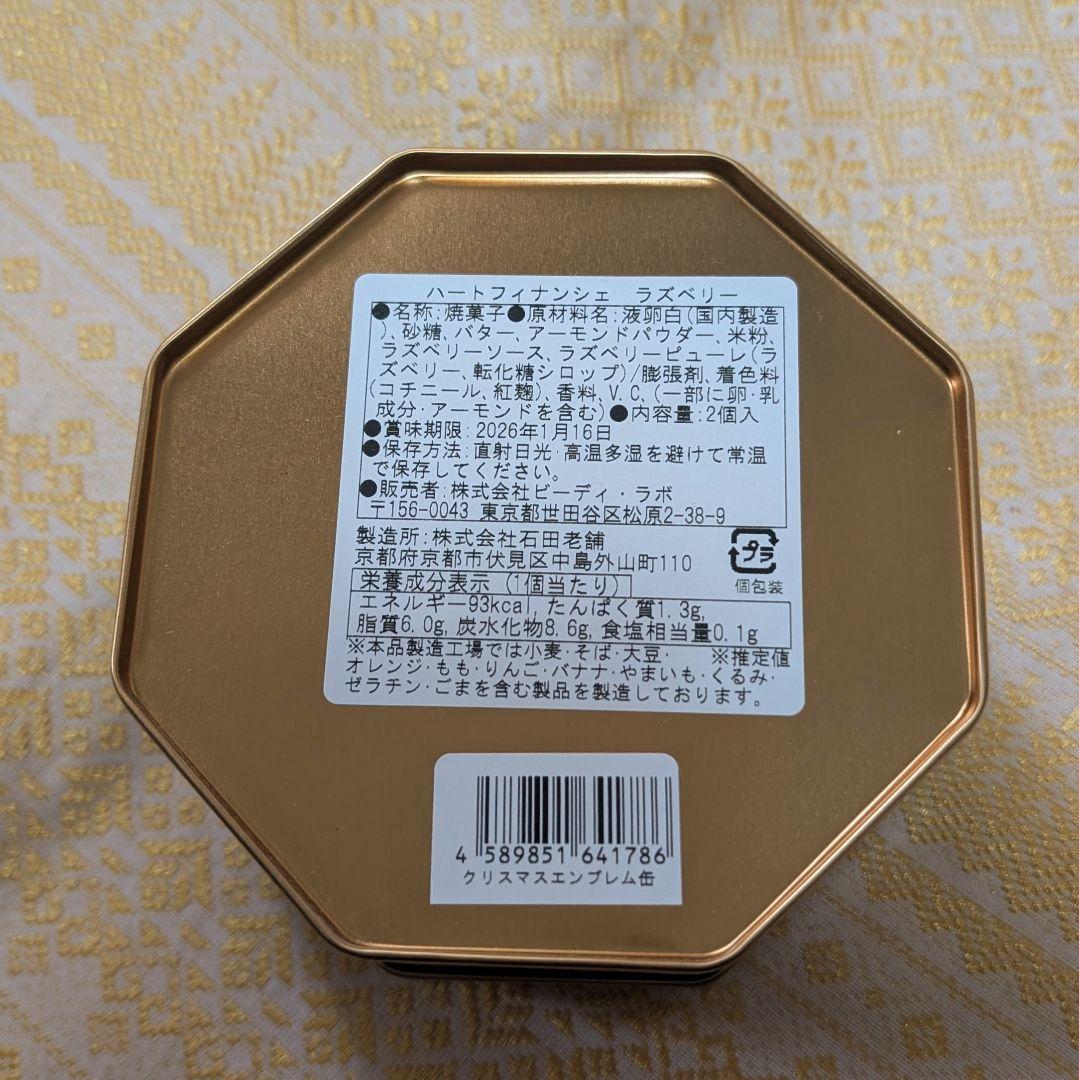 ハートフィナンシェ　ラズベリー
●名称:焼菓子●原材料名:液卵白(国内製造
)、砂糖、バター、アーモンドパウダー、米粉、
ラズベリーソース、ラズベリーピューレ(ラ
ズベリー、転化糖シロップ)/膨張剤、着色料
(コチニール、紅麹)、香料、V.C、(一部に卵・乳
成分・アーモンドを含む)●内容量:2個入
●賞味期限:2026年1月16日
●保存方法:直射日光・高温多湿を避けて常温
で保存してください。
●販売者:株式会社ビーディ・ラボ
〒156-0043 東京都世田谷区松原2-38-9
製造所:株式会社石田老舗
京都府京都市伏見区中島外山町110
プラ
個包装
栄養成分表示（1個当たり）
エネルギー93kcal, たんぱく質1.3g,
脂質6.0g, 炭水化物8.6g, 食塩相当量0.1g
※本品製造工場では小麦・そば・大豆・　※推定値
オレンジ・もも・りんご・バナナ・やまいも・くるみ・
ゼラチン・ごまを含む製品を製造しております。
4 589851 641786
クリスマスエンブレム缶